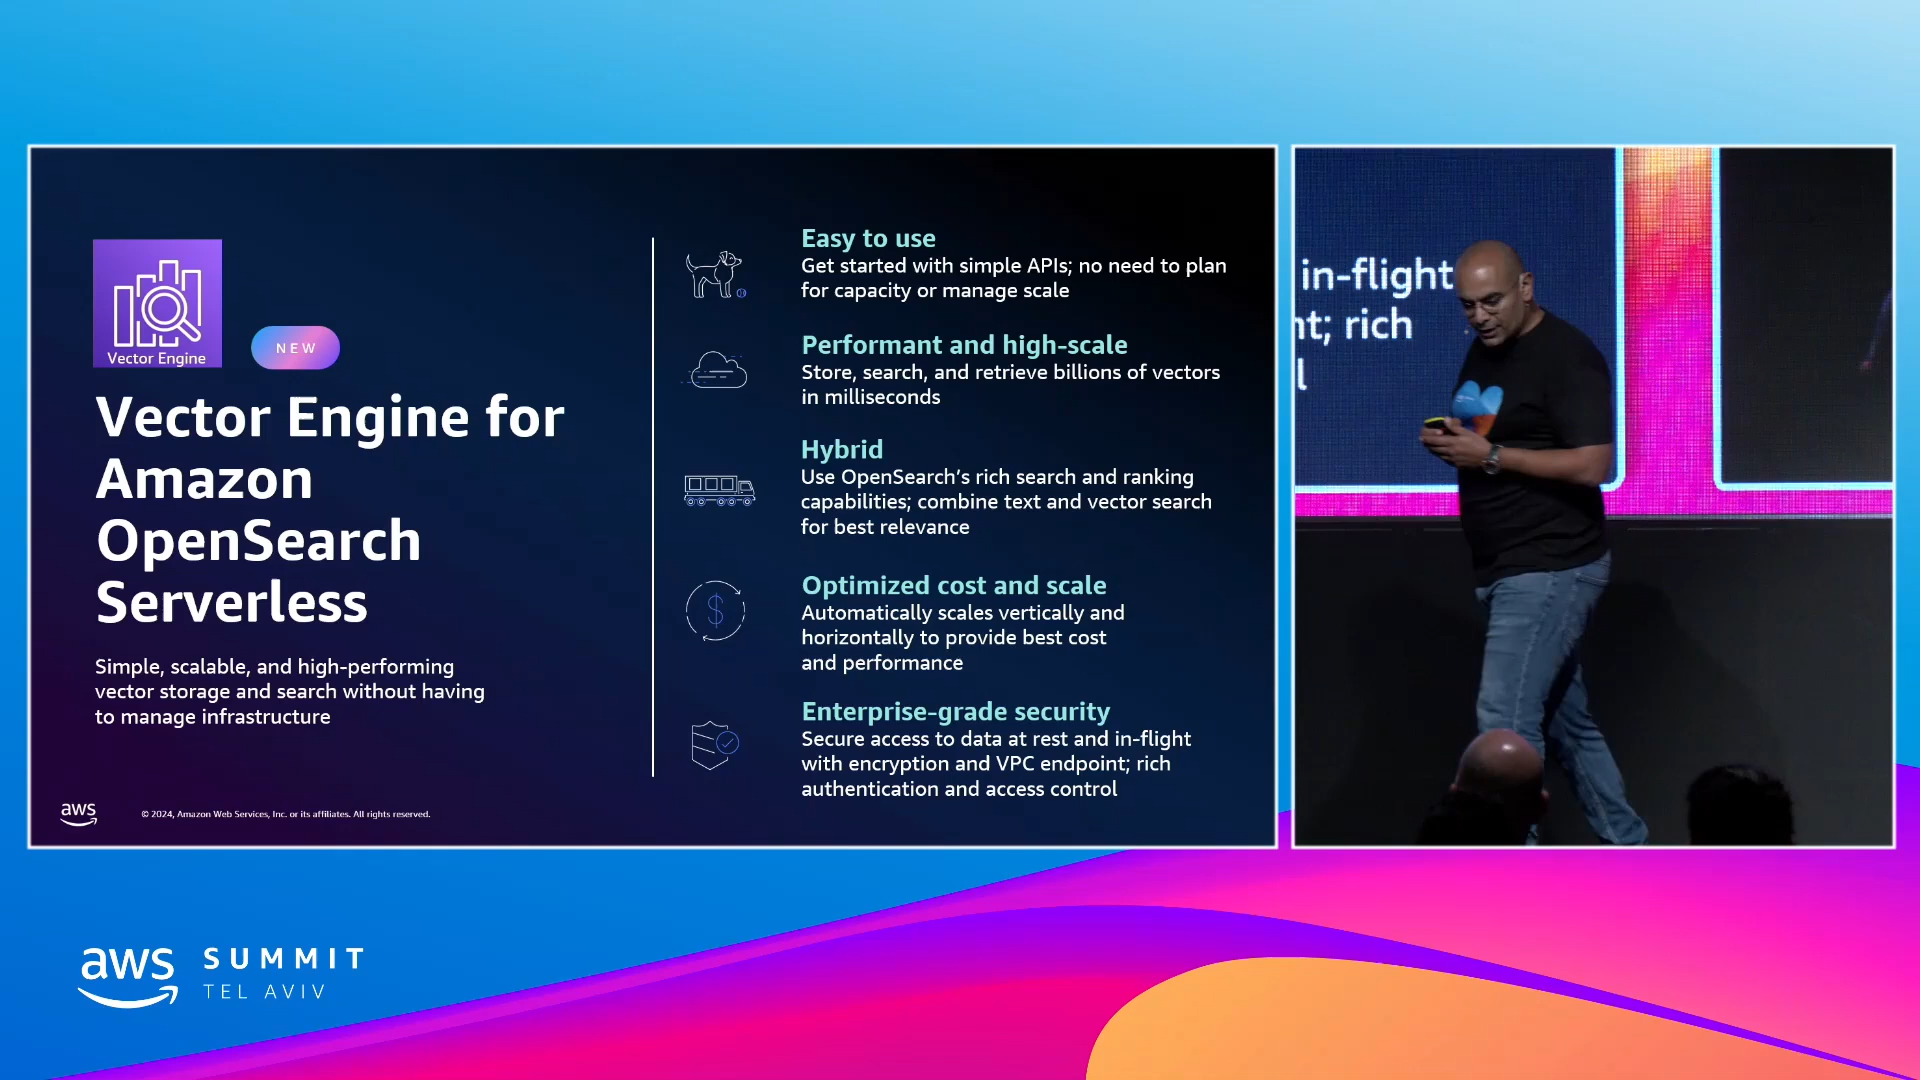 Vector Engine
NEW
Vector Engine for
Amazon
OpenSearch
Serverless
Simple, scalable, and high-performing
vector storage and search without having
to manage infrastructure
aws
© 2024, Amazon Web Services, Inc. or its affiliates. All rights reserved.
Easy to use
Get started with simple APIs; no need to plan
for capacity or manage scale
Performant and high-scale
Store, search, and retrieve billions of vectors
in milliseconds
Hybrid
Use OpenSearch’s rich search and ranking
capabilities; combine text and vector search
for best relevance
Optimized cost and scale
Automatically scales vertically and
horizontally to provide best cost
and performance
Enterprise-grade security
Secure access to data at rest and in-flight
with encryption and VPC endpoint; rich
authentication and access control
in-flight
nt; rich
l
aws SUMMIT
TEL AVIV